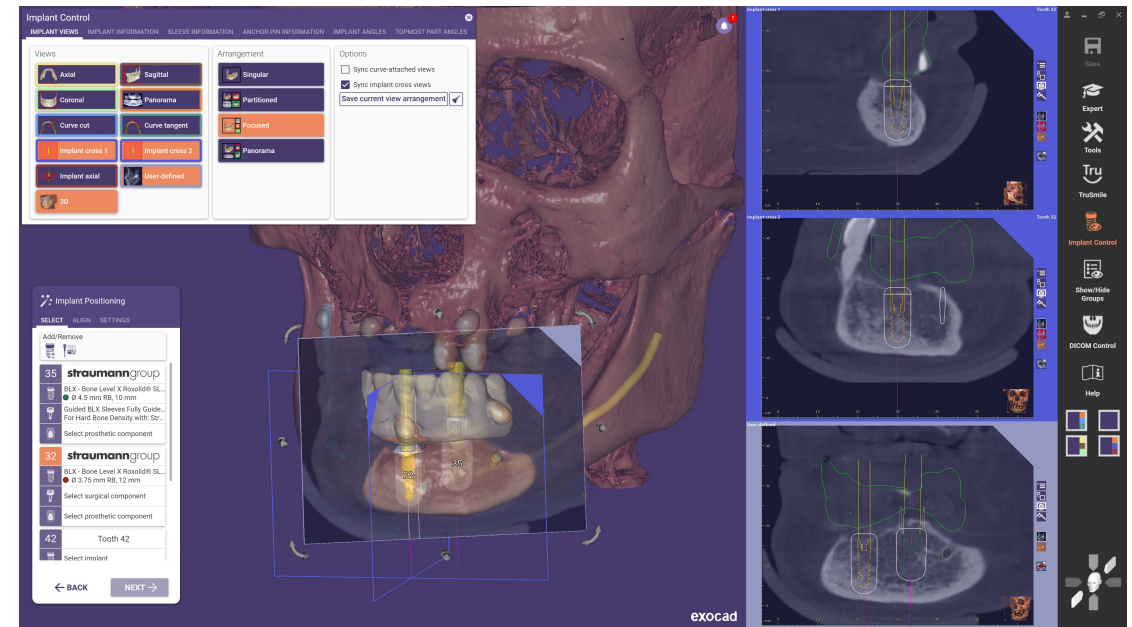 Implant Control
IMPLANT VIEWS IMPLANT INFORMATION SLEEVE INFORMATION ANCHOR PIN INFORMATION IMPLANT ANGLES TOPMOST PART ANGLES
Views
Axial
Sagittal
Coronal
Panorama
Curve cut
Curve tangent
Implant cross 1
Implant cross 2
Implant axial
User-defined
3D
Arrangement
Singular
Partitioned
Focused
Panorama
Options
Sync curve-attached views
Sync implant cross views
Save current view arrangement
1
Implant Positioning
SELECT ALIGN SETTINGS
Add/Remove
35 straumanngroup
BLX - Bone Level X Roxolid® SL...
Ø 4.5 mm RB, 10 mm
Guided BLX Sleeves Fully Guide...
For Hard Bone Density with: Str...
Select prosthetic component
32 straumanngroup
BLX - Bone Level X Roxolid® SL...
Ø 3.75 mm RB, 12 mm
Select surgical component
Select prosthetic component
42 Tooth 42
Select implant
BACK NEXT
32
35
exocad
Implant cross 1 Tooth 32
Implant cross 2 Tooth 32
User-defined
Save
Expert
Tools
Tru
TruSmile
Implant Control
Show/Hide
Groups
DICOM Control
Help